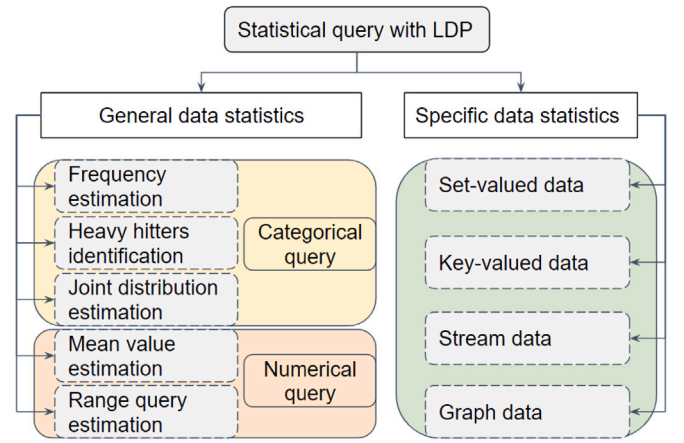 Statistical query with LDP
General data statistics
Specific data statistics
Frequency
estimation
Heavy hitters
identification
Joint distribution
estimation
Categorical
query
Mean value
estimation
Range query
estimation
Numerical
query
Set-valued data
Key-valued data
Stream data
Graph data